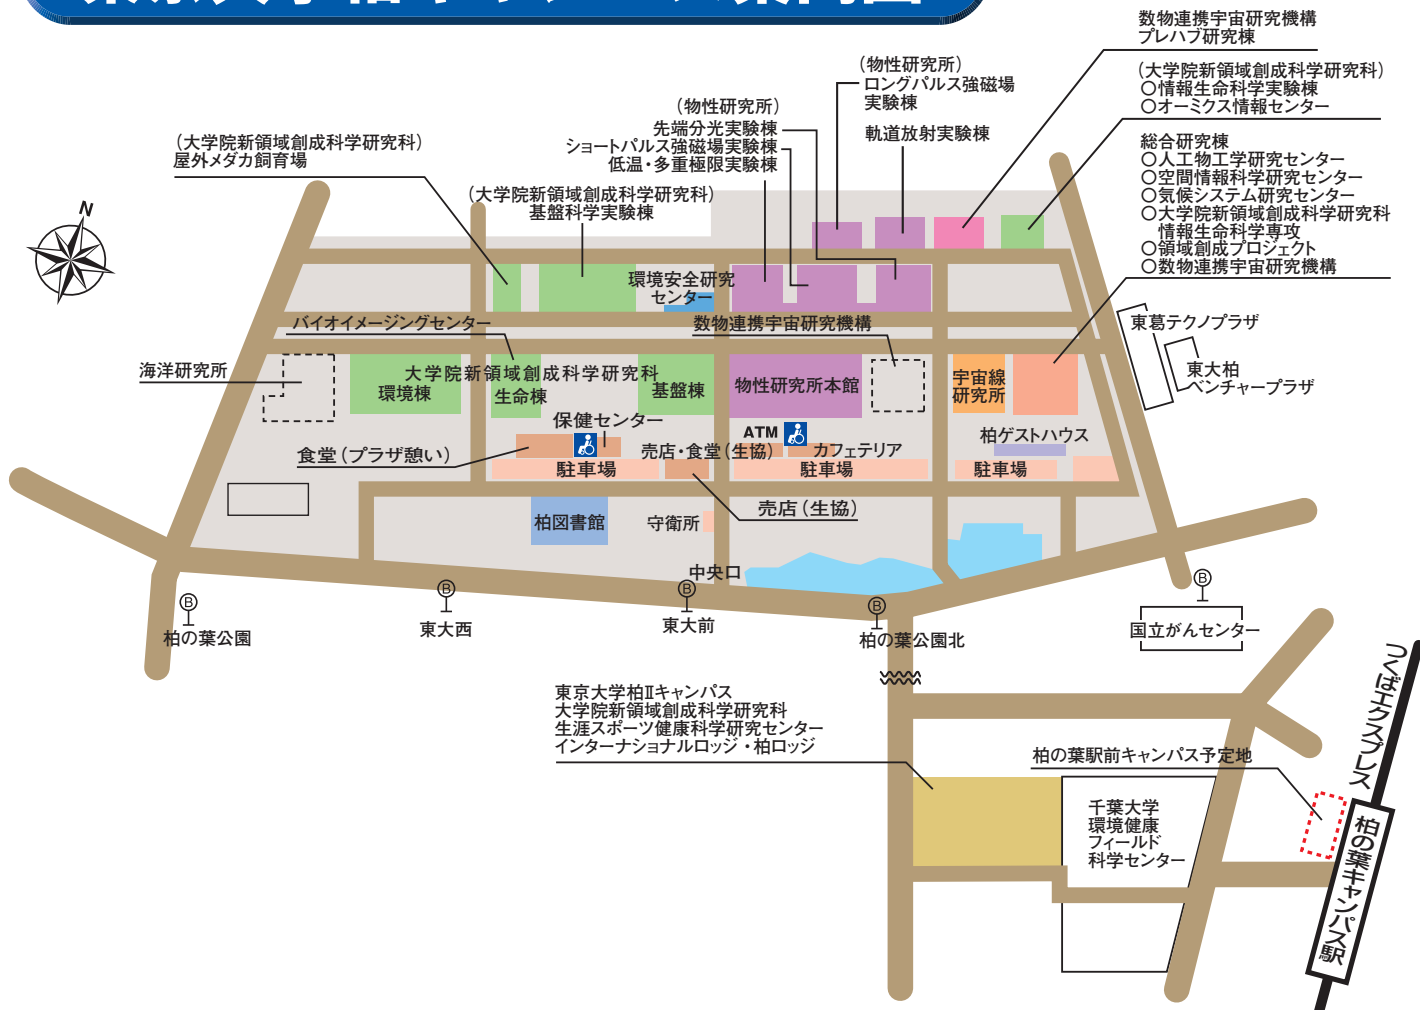 東京大学柏キャンパス案内図
数物連携宇宙研究機構
プレハブ研究棟
(物性研究所)
ロングパルス強磁場
実験棟
(大学院新領域創成科学研究科)
○情報生命科学実験棟
○オーミクス情報センター
(物性研究所)
先端分光実験棟
ショートパルス強磁場実験棟
低温・多重極限実験棟
軌道放射実験棟
(大学院新領域創成科学研究科)
屋外メダカ飼育場
総合研究棟
○人工物工学研究センター
○空間情報科学研究センター
○気候システム研究センター
○大学院新領域創成科学研究科
情報生命科学専攻
○領域創成プロジェクト
○数物連携宇宙研究機構
(大学院新領域創成科学研究科)
基盤科学実験棟
N
環境安全研究
センター
バイオイメージングセンター
数物連携宇宙研究機構
東葛テクノプラザ
海洋研究所
大学院新領域創成科学研究科
環境棟
生命棟
基盤棟
物性研究所本館
宇宙線
研究所
東大柏
ベンチャープラザ
保健センター
ATM
柏ゲストハウス
食堂(プラザ憩い)
売店・食堂(生協)
カフェテリア
駐車場
駐車場
駐車場
売店(生協)
柏図書館
守衛所
中央口
B
B
B
B
B
柏の葉公園
東大西
東大前
柏の葉公園北
国立がんセンター
東京大学柏Ⅱキャンパス
大学院新領域創成科学研究科
生涯スポーツ健康科学研究センター
インターナショナルロッジ・柏ロッジ
つくばエクスプレス
柏の葉駅前キャンパス予定地
千葉大学
環境健康
フィールド
科学センター
柏の葉キャンパス駅